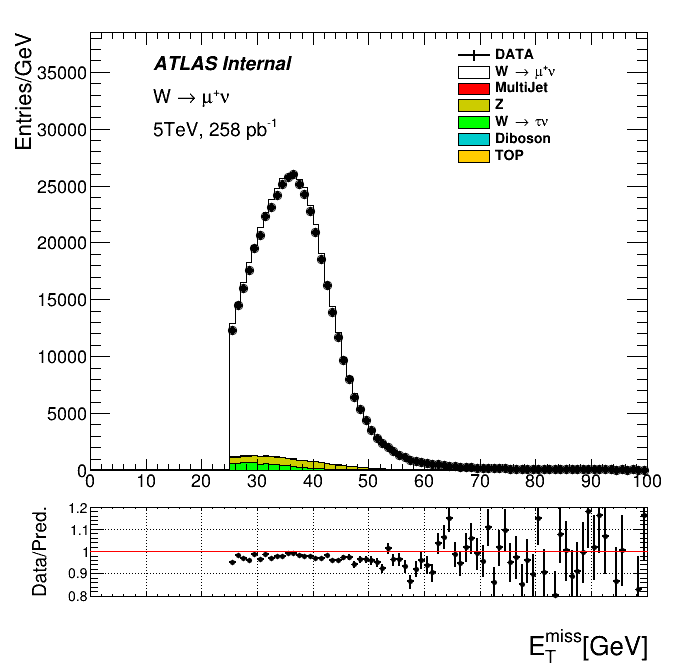 Entries/GeV
35000
30000
25000
20000
15000
10000
5000
0
ATLAS Internal
W → μ⁺ν
5TeV, 258 pb⁻¹
DATA
W → μ⁺ν
MultiJet
Z
W → τν
Diboson
TOP
0 10 20 30 40 50 60 70 80 90 100
Data/Pred.
1.2
1.1
1
0.9
0.8
E_T^miss[GeV]